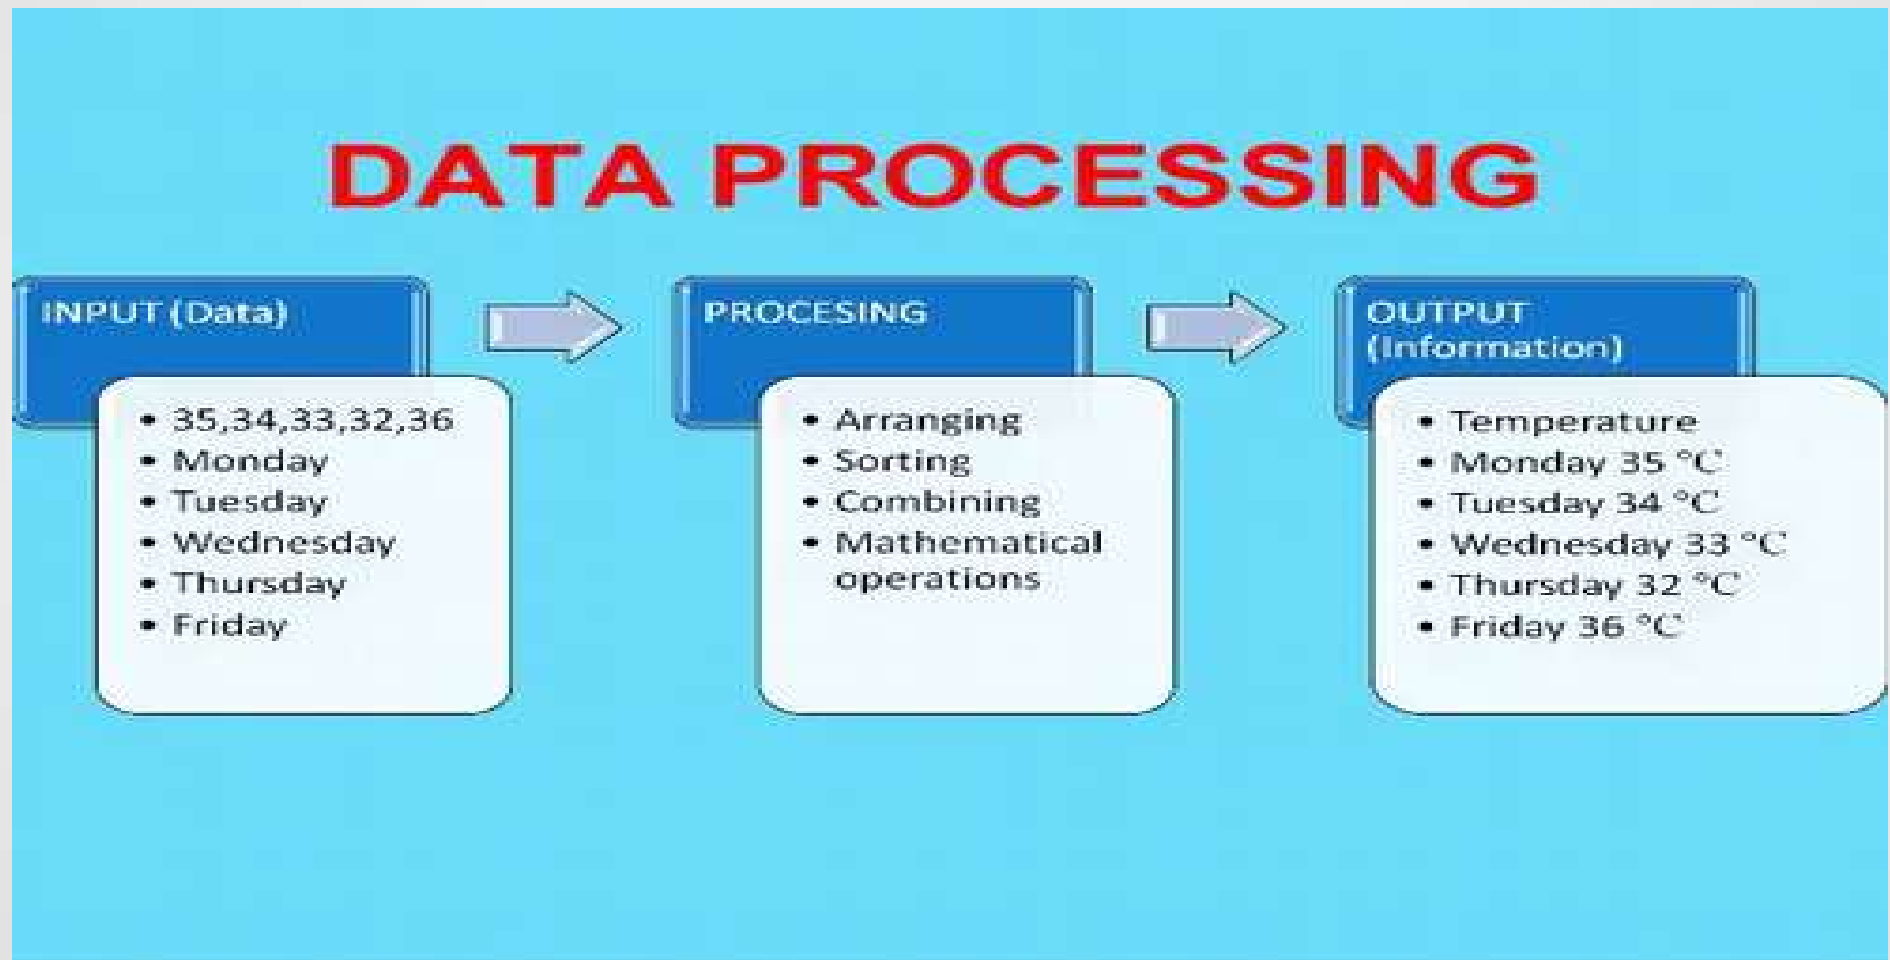 DATA PROCESSING
INPUT (Data)
• 35,34,33,32,36
• Monday
• Tuesday
• Wednesday
• Thursday
• Friday
PROCESING
• Arranging
• Sorting
• Combining
• Mathematical
operations
OUTPUT
(Information)
• Temperature
• Monday 35 °C
• Tuesday 34 °C
• Wednesday 33 °C
• Thursday 32 °C
• Friday 36 °C